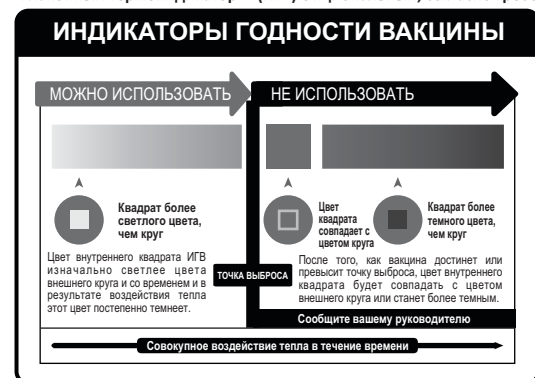 ИНДИКАТОРЫ ГОДНОСТИ ВАКЦИНЫ
МОЖНО ИСПОЛЬЗОВАТЬ
НЕ ИСПОЛЬЗОВАТЬ
Квадрат более
светлого цвета,
чем круг
Цвет
квадрата
совпадает с
цветом круга
Квадрат более
темного цвета,
чем круг
Цвет внутреннего квадрата ИГВ
изначально светлее цвета
внешнего круга и со временем и в
результате воздействия тепла
этот цвет постепенно темнеет.
ТОЧКА ВЫБРОСА
После того, как вакцина достинет или
превысит точку выброса, цвет внутреннего
квадрата будет совпадать с цветом
внешнего круга или станет более темным.
Сообщите вашему руководителю
Совокупное воздействие тепла в течение времени